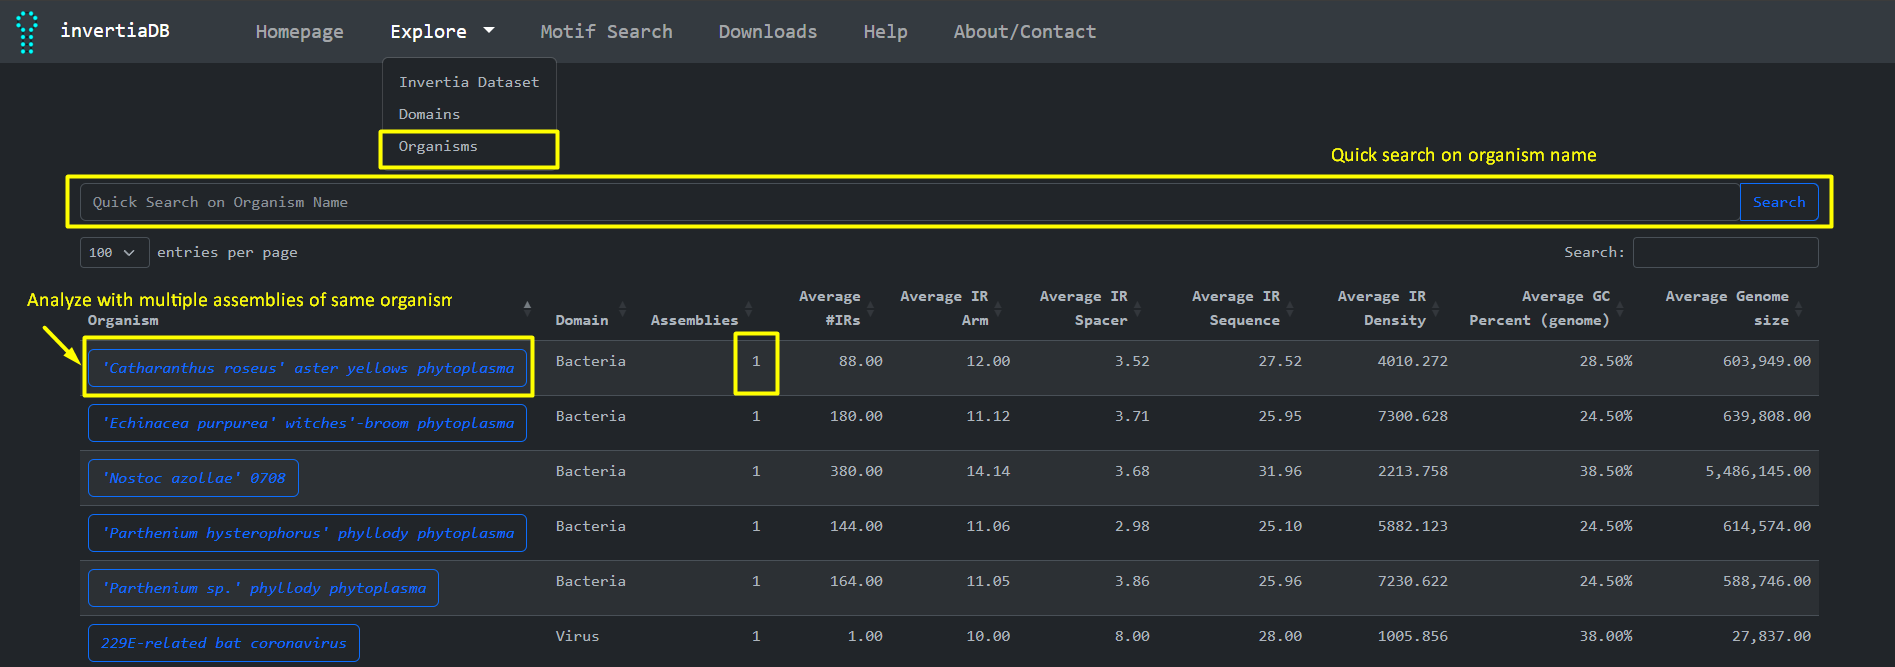 invertiaDB Homepage Explore Motif Search Downloads Help About/Contact
Invertia Dataset
Domains
Organisms
Quick search on organism name
Quick Search on Organism Name Search
100 entries per page Search:
Analyze with multiple assemblies of same organism
Organism Domain Assemblies Average #IRs Average IR Arm Average IR Spacer Average IR Sequence Average IR Density Average GC Percent (genome) Average Genome size
'Catharanthus roseus' aster yellows phytoplasma Bacteria 1 88.00 12.00 3.52 27.52 4010.272 28.50% 603,949.00
'Echinacea purpurea' witches'-broom phytoplasma Bacteria 1 180.00 11.12 3.71 25.95 7300.628 24.50% 639,808.00
'Nostoc azollae' 0708 Bacteria 1 380.00 14.14 3.68 31.96 2213.758 38.50% 5,486,145.00
'Parthenium hysterophorus' phyllody phytoplasma Bacteria 1 144.00 11.06 2.98 25.10 5882.123 24.50% 614,574.00
'Parthenium sp.' phyllody phytoplasma Bacteria 1 164.00 11.05 3.86 25.96 7230.622 24.50% 588,746.00
229E-related bat coronavirus Virus 1 1.00 10.00 8.00 28.00 1005.856 38.00% 27,837.00